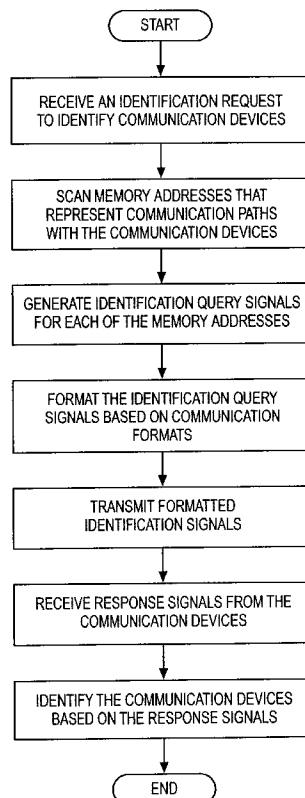 START
RECEIVE AN IDENTIFICATION REQUEST
TO IDENTIFY COMMUNICATION DEVICES
SCAN MEMORY ADDRESSES THAT
REPRESENT COMMUNICATION PATHS
WITH THE COMMUNICATION DEVICES
GENERATE IDENTIFICATION QUERY SIGNALS
FOR EACH OF THE MEMORY ADDRESSES
FORMAT THE IDENTIFICATION QUERY
SIGNALS BASED ON COMMUNICATION
FORMATS
TRANSMIT FORMATTED
IDENTIFICATION SIGNALS
RECEIVE RESPONSE SIGNALS FROM THE
COMMUNICATION DEVICES
IDENTIFY THE COMMUNICATION DEVICES
BASED ON THE RESPONSE SIGNALS
END